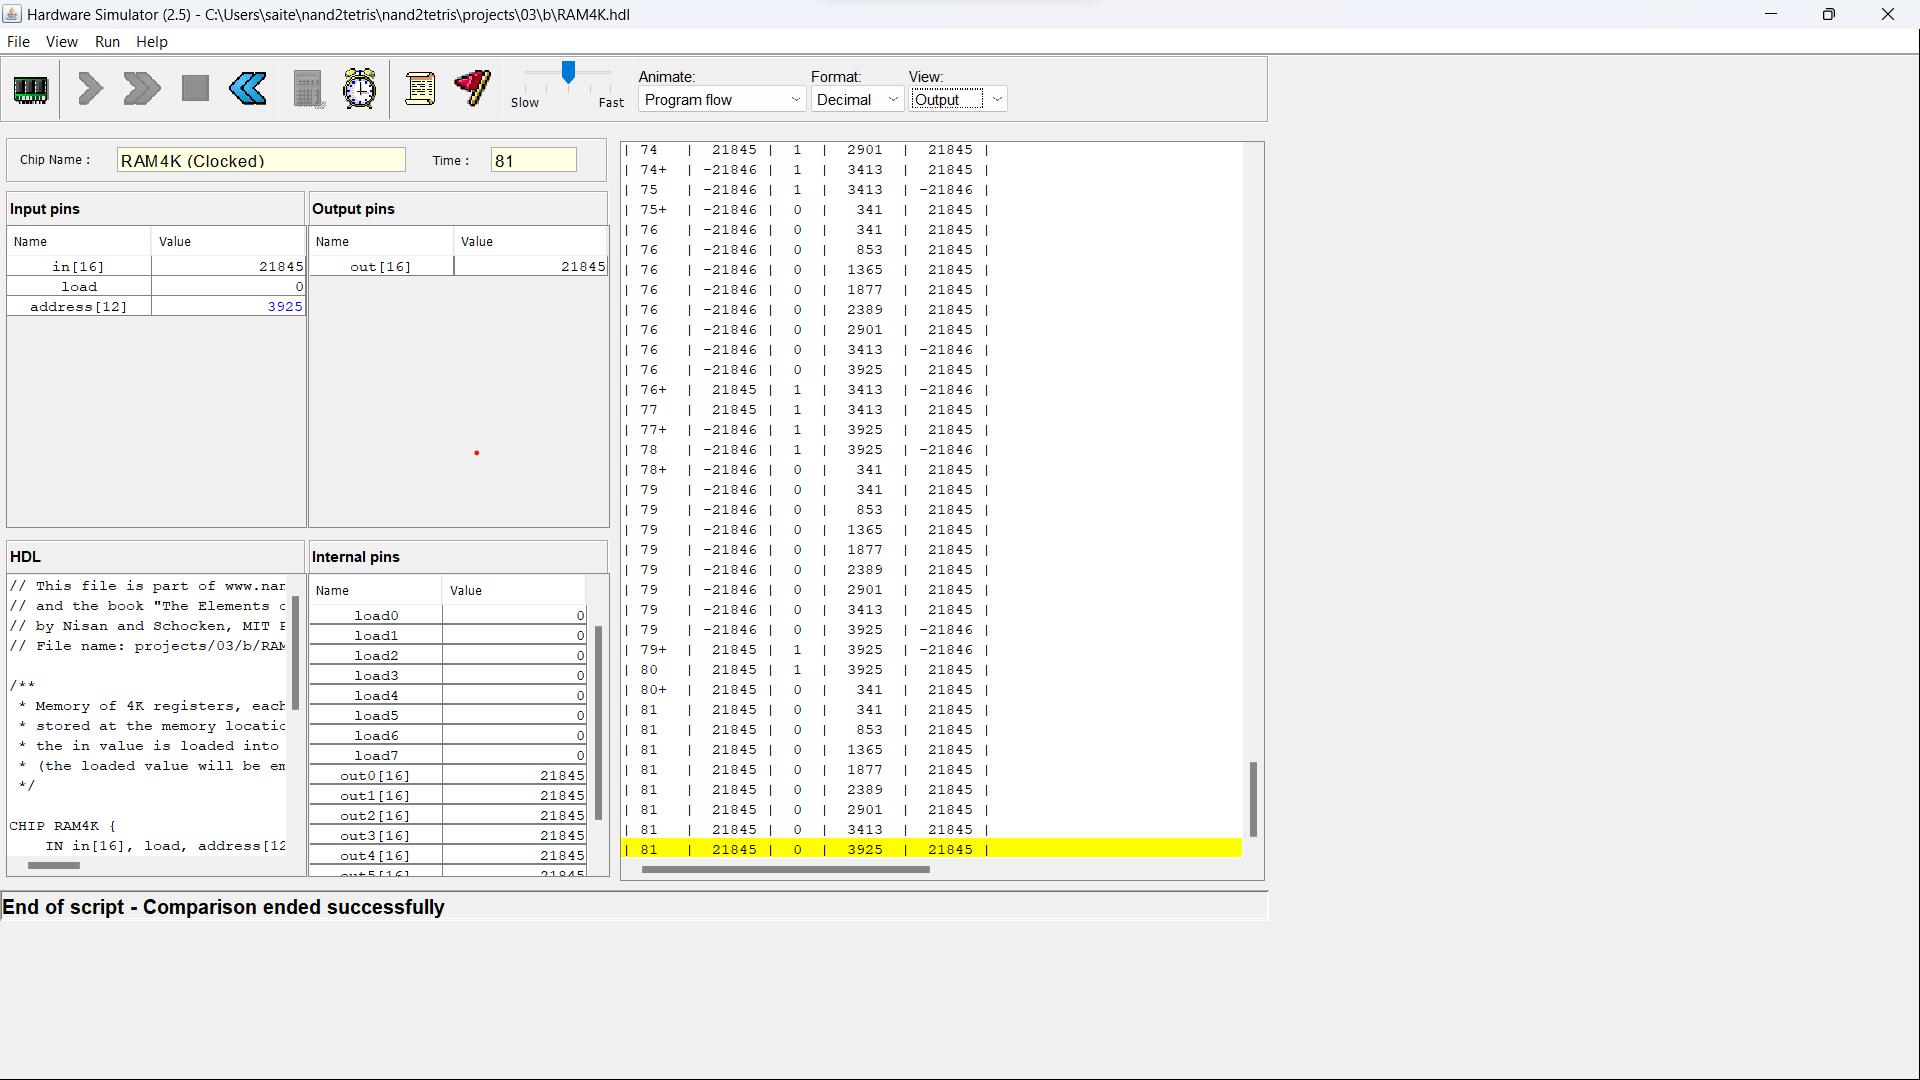 Hardware Simulator (2.5) - C:\Users\saite\nand2tetris\nand2tetris\projects\03\b\RAM4K.hdl
File View Run Help
Slow Fast
Animate: Format: View:
Program flow Decimal Output
Chip Name : RAM4K (Clocked) Time : 81
Input pins
Name Value
in[16] 21845
load 0
address[12] 3925
Output pins
Name Value
out[16] 21845
HDL
// This file is part of www.nan
// and the book "The Elements o
// by Nisan and Schocken, MIT P
// File name: projects/03/b/RAM
/**
* Memory of 4K registers, each
* stored at the memory locatio
* the in value is loaded into
* (the loaded value will be em
*/
CHIP RAM4K {
IN in[16], load, address[12
Internal pins
Name Value
load0 0
load1 0
load2 0
load3 0
load4 0
load5 0
load6 0
load7 0
out0[16] 21845
out1[16] 21845
out2[16] 21845
out3[16] 21845
out4[16] 21845
out5[16] 21845
| 74 | 21845 | 1 | 2901 | 21845 |
| 74+ | -21846 | 1 | 3413 | 21845 |
| 75 | -21846 | 1 | 3413 | -21846 |
| 75+ | -21846 | 0 | 341 | 21845 |
| 76 | -21846 | 0 | 341 | 21845 |
| 76 | -21846 | 0 | 853 | 21845 |
| 76 | -21846 | 0 | 1365 | 21845 |
| 76 | -21846 | 0 | 1877 | 21845 |
| 76 | -21846 | 0 | 2389 | 21845 |
| 76 | -21846 | 0 | 2901 | 21845 |
| 76 | -21846 | 0 | 3413 | -21846 |
| 76 | -21846 | 0 | 3925 | 21845 |
| 76+ | 21845 | 1 | 3413 | -21846 |
| 77 | 21845 | 1 | 3413 | 21845 |
| 77+ | -21846 | 1 | 3925 | 21845 |
| 78 | -21846 | 1 | 3925 | -21846 |
| 78+ | -21846 | 0 | 341 | 21845 |
| 79 | -21846 | 0 | 341 | 21845 |
| 79 | -21846 | 0 | 853 | 21845 |
| 79 | -21846 | 0 | 1365 | 21845 |
| 79 | -21846 | 0 | 1877 | 21845 |
| 79 | -21846 | 0 | 2389 | 21845 |
| 79 | -21846 | 0 | 2901 | 21845 |
| 79 | -21846 | 0 | 3413 | 21845 |
| 79 | -21846 | 0 | 3925 | -21846 |
| 79+ | 21845 | 1 | 3925 | -21846 |
| 80 | 21845 | 1 | 3925 | 21845 |
| 80+ | 21845 | 0 | 341 | 21845 |
| 81 | 21845 | 0 | 341 | 21845 |
| 81 | 21845 | 0 | 853 | 21845 |
| 81 | 21845 | 0 | 1365 | 21845 |
| 81 | 21845 | 0 | 1877 | 21845 |
| 81 | 21845 | 0 | 2389 | 21845 |
| 81 | 21845 | 0 | 2901 | 21845 |
| 81 | 21845 | 0 | 3413 | 21845 |
| 81 | 21845 | 0 | 3925 | 21845 |
End of script - Comparison ended successfully